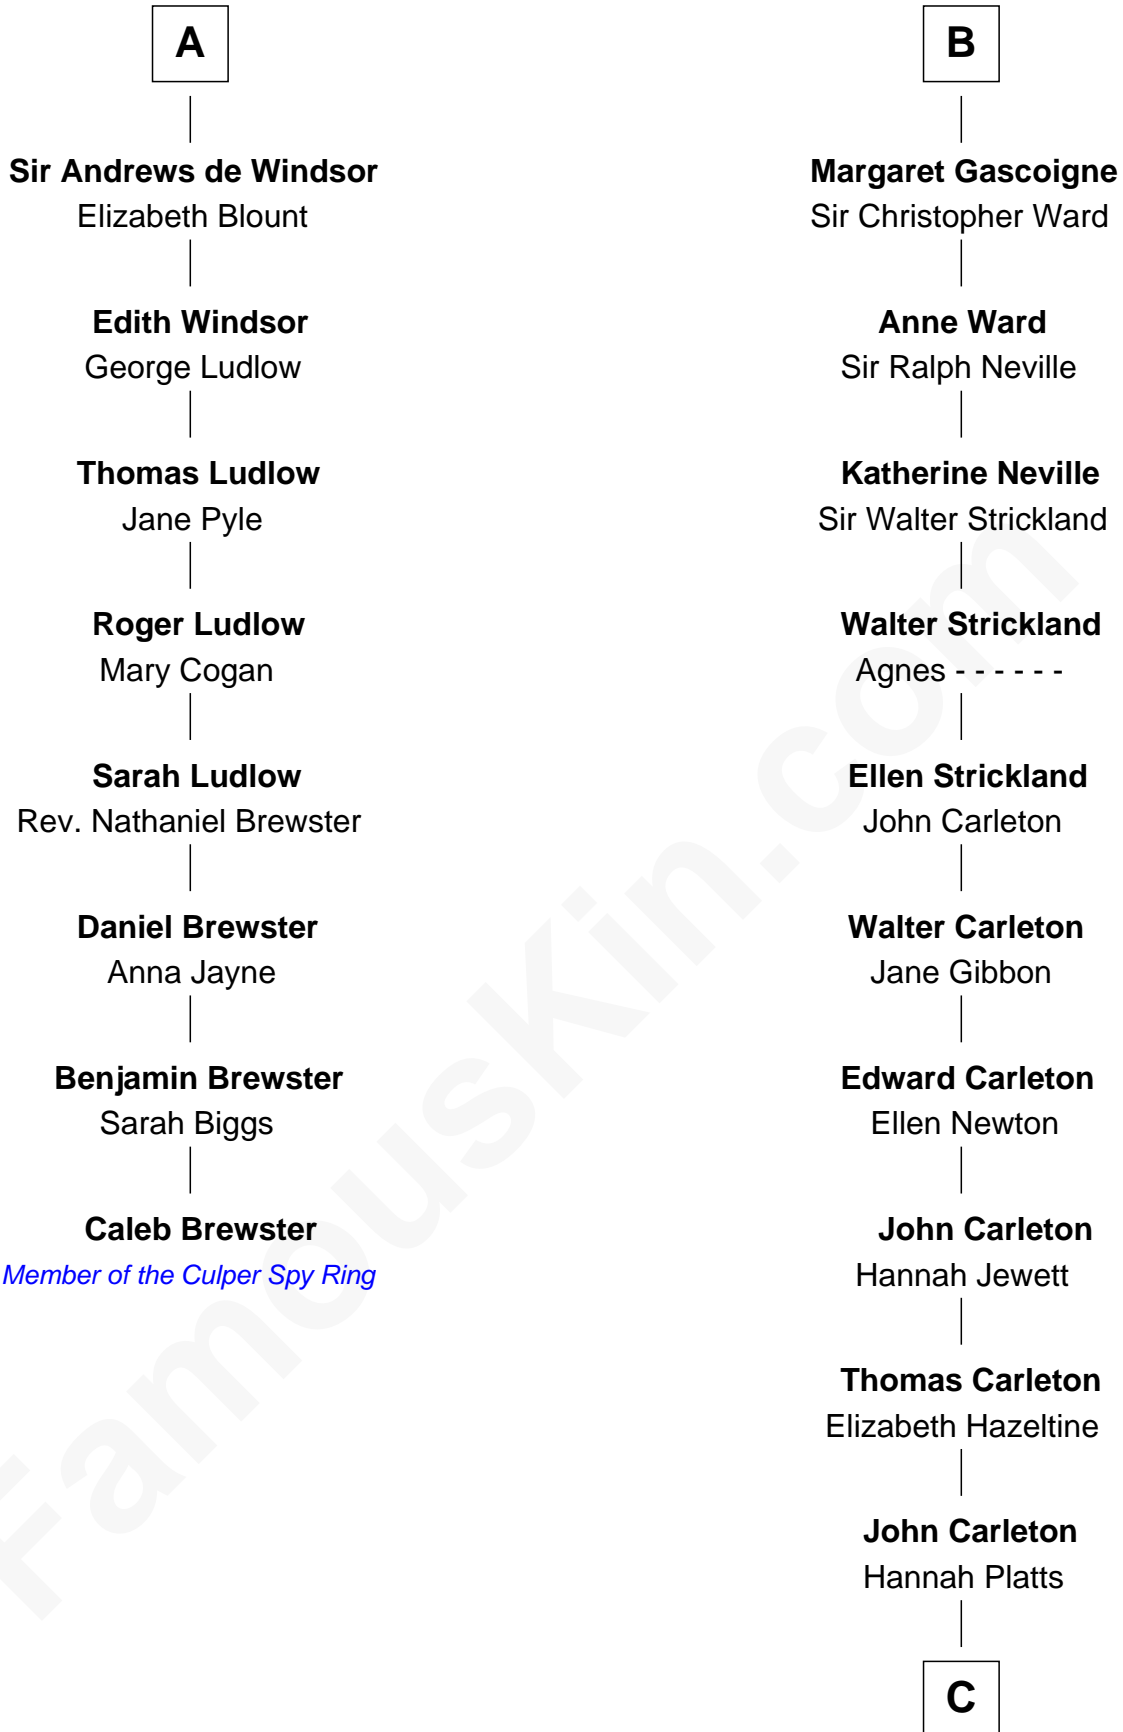 A
Sir Andrews de Windsor
Elizabeth Blount
Edith Windsor
George Ludlow
Thomas Ludlow
Jane Pyle
Roger Ludlow
Mary Cogan
Sarah Ludlow
Rev. Nathaniel Brewster
Daniel Brewster
Anna Jayne
Benjamin Brewster
Sarah Biggs
Caleb Brewster
Member of the Culper Spy Ring
B
Margaret Gascoigne
Sir Christopher Ward
Anne Ward
Sir Ralph Neville
Katherine Neville
Sir Walter Strickland
Walter Strickland
Agnes - - - - - -
Ellen Strickland
John Carleton
Walter Carleton
Jane Gibbon
Edward Carleton
Ellen Newton
John Carleton
Hannah Jewett
Thomas Carleton
Elizabeth Hazeltine
John Carleton
Hannah Platts
C
FamousKin.com